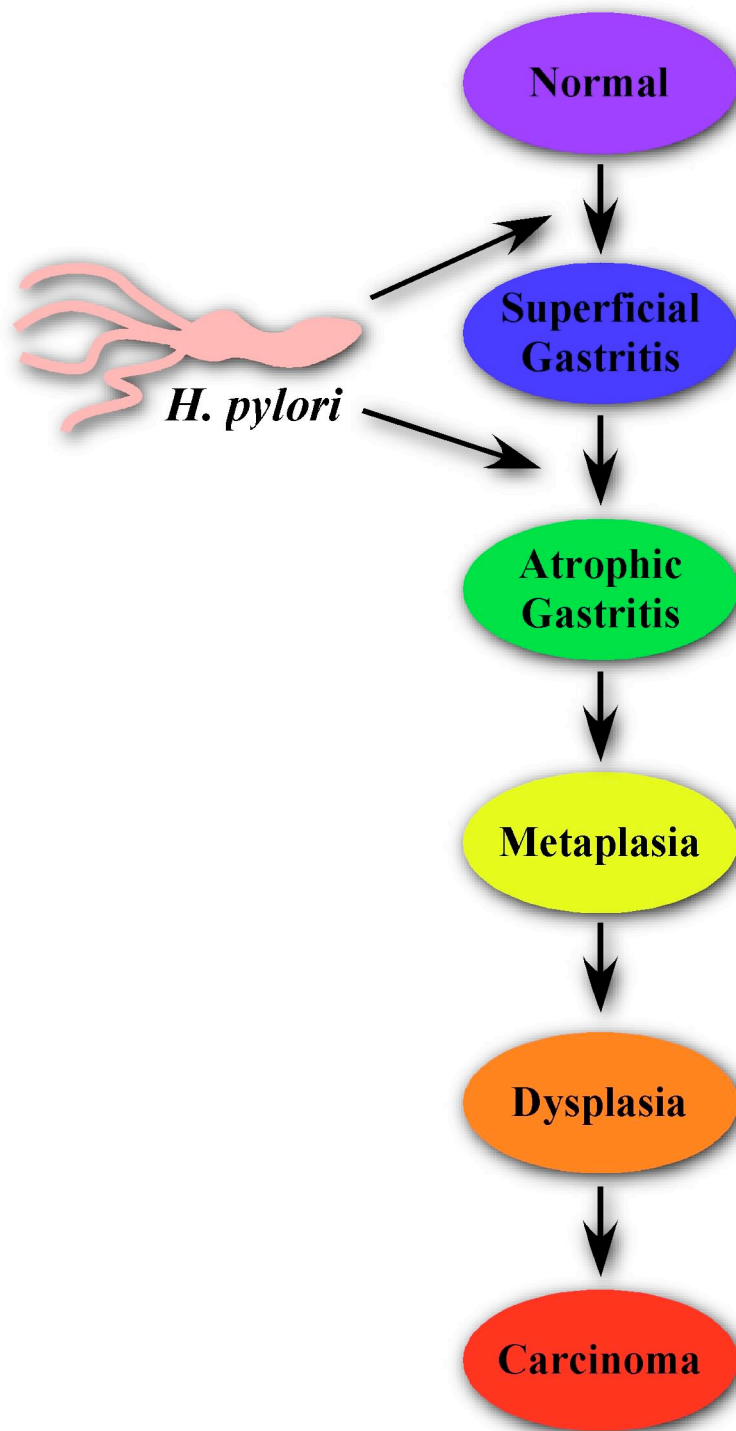 Normal
Superficial
Gastritis
H. pylori
Atrophic
Gastritis
Metaplasia
Dysplasia
Carcinoma